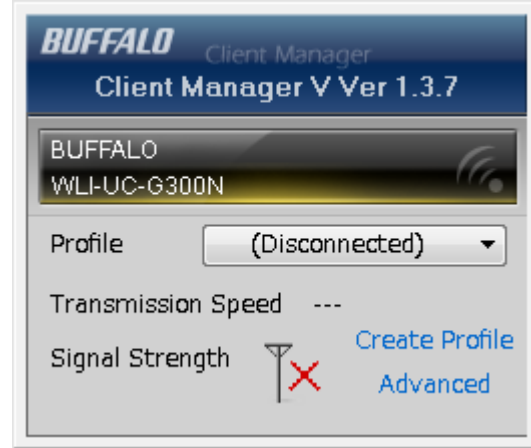 BUFFALO Client Manager
Client Manager V Ver 1.3.7
BUFFALO
WLI-UC-G300N
Profile (Disconnected)
Transmission Speed ---
Signal Strength
Create Profile
Advanced